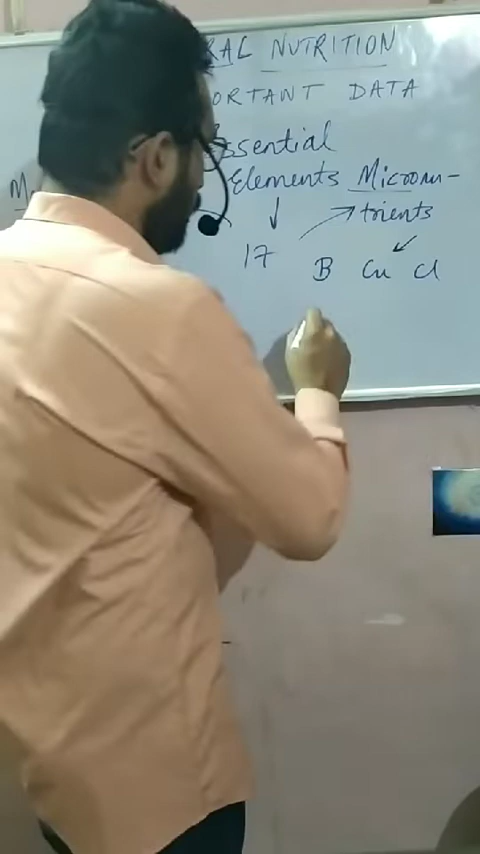 RAL NUTRITION
ORTANT DATA
Essential
Elements Micronu-
trients
17
B Cu Cl